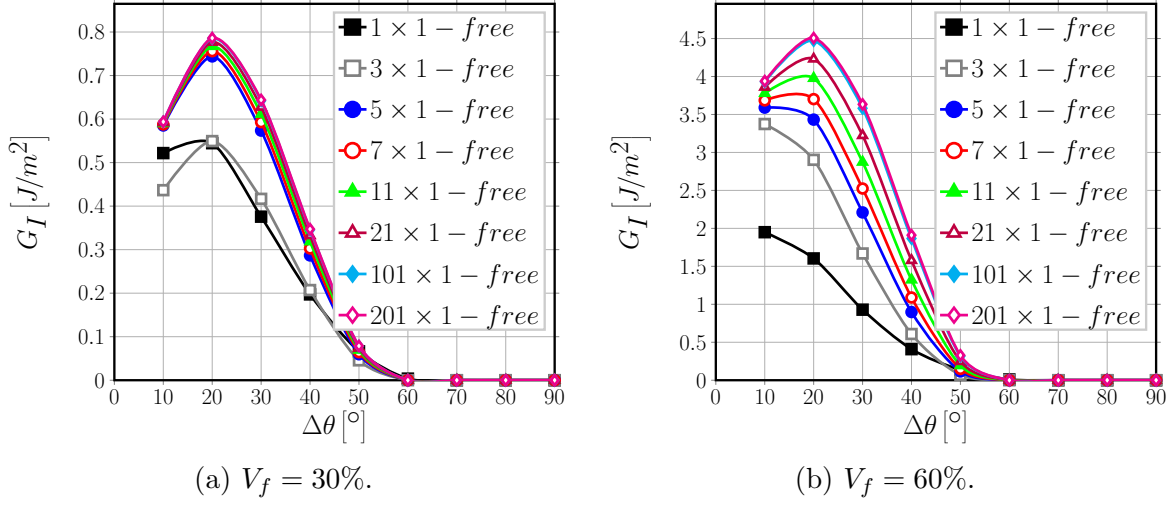 0.8
0.7
0.6
0.5
0.4
0.3
0.2
0.1
0
0 10 20 30 40 50 60 70 80 90
G_I [J/m²]
Δθ [°]
1 × 1 − free
3 × 1 − free
5 × 1 − free
7 × 1 − free
11 × 1 − free
21 × 1 − free
101 × 1 − free
201 × 1 − free
(a) V_f = 30%.
4.5
4
3.5
3
2.5
2
1.5
1
0.5
0
0 10 20 30 40 50 60 70 80 90
G_I [J/m²]
Δθ [°]
1 × 1 − free
3 × 1 − free
5 × 1 − free
7 × 1 − free
11 × 1 − free
21 × 1 − free
101 × 1 − free
201 × 1 − free
(b) V_f = 60%.